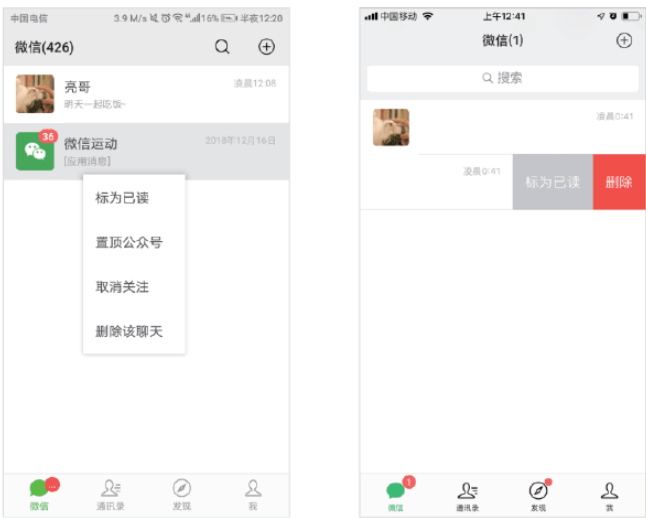 中国电信 3.9 M/s 16% 半夜12:20
微信(426)
亮哥 凌晨12:08
明天一起吃饭~
36
微信运动 2018年12月16日
[应用消息]
标为已读
置顶公众号
取消关注
删除该聊天
...
微信 通讯录 发现 我
中国移动 上午12:41
微信(1)
搜索
凌晨0:41
凌晨0:41 标为已读 删除
1
微信 通讯录 发现 我